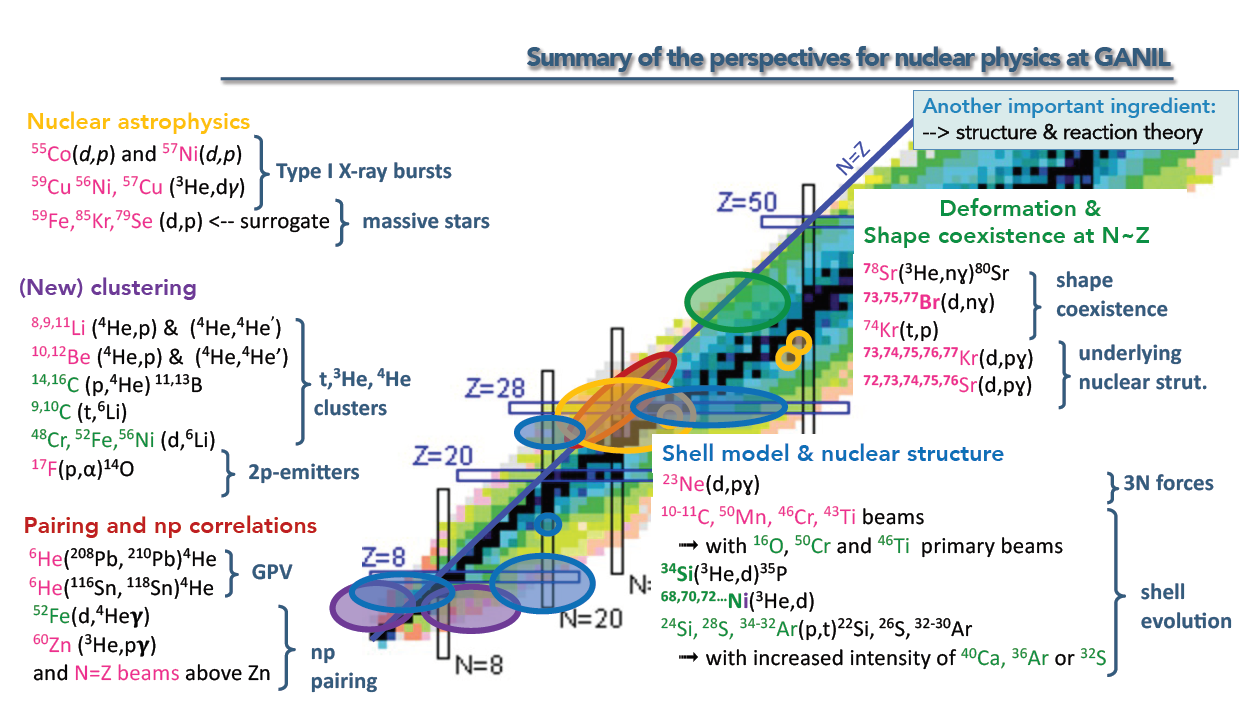 Summary of the perspectives for nuclear physics at GANIL
Another important ingredient:
--> structure & reaction theory
Nuclear astrophysics
⁵⁵Co(d,p) and ⁵⁷Ni(d,p)
⁵⁹Cu ⁵⁶Ni, ⁵⁷Cu (³He,dγ)
Type I X-ray bursts
⁵⁹Fe,⁸⁵Kr,⁷⁹Se (d,p) <-- surrogate
massive stars
(New) clustering
⁸,⁹,¹¹Li (⁴He,p) & (⁴He,⁴He’)
¹⁰,¹²Be (⁴He,p) & (⁴He,⁴He’)
¹⁴,¹⁶C (p,⁴He) ¹¹,¹³B
⁹,¹⁰C (t,⁶Li)
⁴⁸Cr, ⁵²Fe,⁵⁶Ni (d,⁶Li)
t,³He, ⁴He
clusters
¹⁷F(p,α)¹⁴O
2p-emitters
Pairing and np correlations
⁶He(²⁰⁸Pb, ²¹⁰Pb)⁴He
⁶He(¹¹⁶Sn, ¹¹⁸Sn)⁴He
GPV
⁵²Fe(d,⁴Heγ)
⁶⁰Zn (³He,pγ)
and N=Z beams above Zn
np
pairing
N=Z
Z=50
Z=28
Z=20
Z=8
N=8
N=20
N:
Deformation &
Shape coexistence at N~Z
⁷⁸Sr(³He,nɣ)⁸⁰Sr
⁷³,⁷⁵,⁷⁷Br(d,nɣ)
⁷⁴Kr(t,p)
shape
coexistence
⁷³,⁷⁴,⁷⁵,⁷⁶,⁷⁷Kr(d,pɣ)
⁷²,⁷³,⁷⁴,⁷⁵,⁷⁶Sr(d,pɣ)
underlying
nuclear strut.
Shell model & nuclear structure
²³Ne(d,pɣ)
3N forces
¹⁰⁻¹¹C, ⁵⁰Mn, ⁴⁶Cr, ⁴³Ti beams
→ with ¹⁶O, ⁵⁰Cr and ⁴⁶Ti primary beams
³⁴Si(³He,d)³⁵P
⁶⁸,⁷⁰,⁷²…Ni(³He,d)
²⁴Si, ²⁸S, ³⁴⁻³²Ar(p,t)²²Si, ²⁶S, ³²⁻³⁰Ar
→ with increased intensity of ⁴⁰Ca, ³⁶Ar or ³²S
shell
evolution